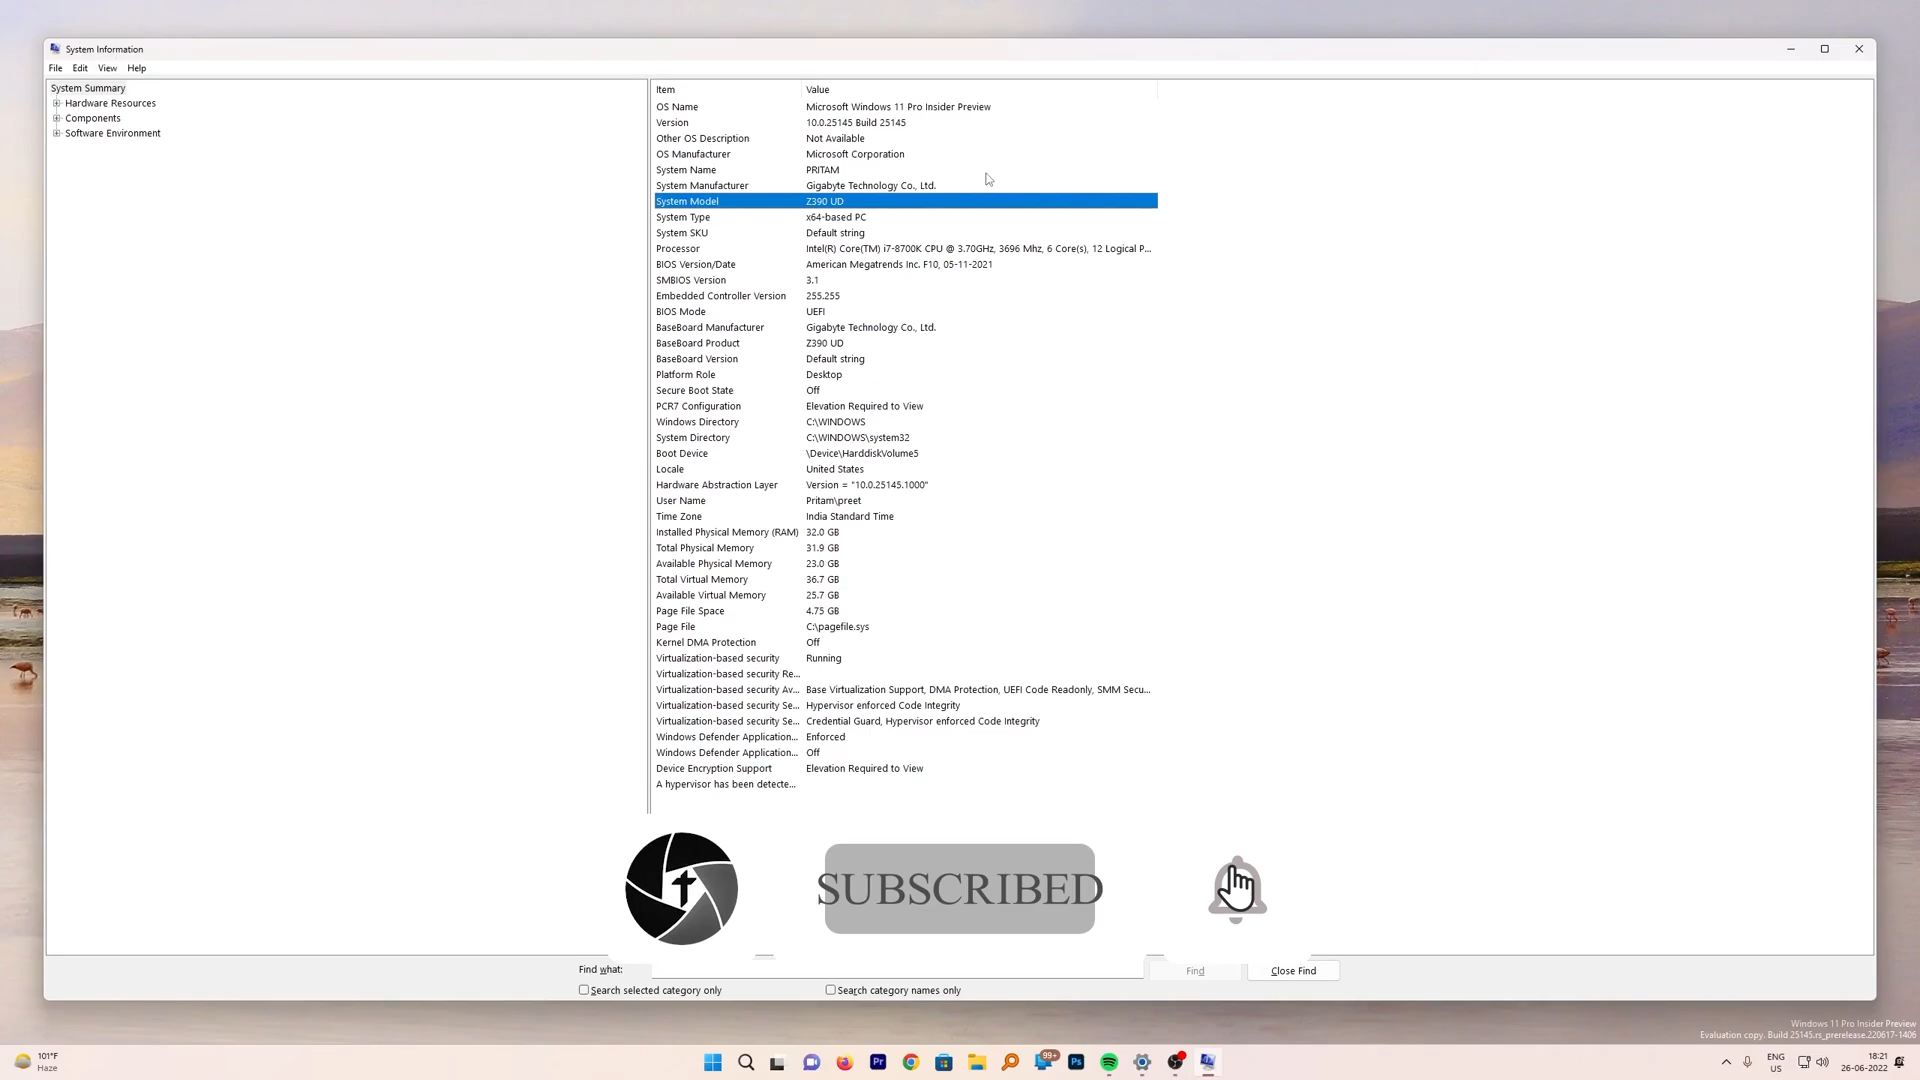 System Information
File Edit View Help
System Summary
Hardware Resources
Components
Software Environment
Item Value
OS Name Microsoft Windows 11 Pro Insider Preview
Version 10.0.25145 Build 25145
Other OS Description Not Available
OS Manufacturer Microsoft Corporation
System Name PRITAM
System Manufacturer Gigabyte Technology Co., Ltd.
System Model Z390 UD
System Type x64-based PC
System SKU Default string
Processor Intel(R) Core(TM) i7-8700K CPU @ 3.70GHz, 3696 Mhz, 6 Core(s), 12 Logical P...
BIOS Version/Date American Megatrends Inc. F10, 05-11-2021
SMBIOS Version 3.1
Embedded Controller Version 255.255
BIOS Mode UEFI
BaseBoard Manufacturer Gigabyte Technology Co., Ltd.
BaseBoard Product Z390 UD
BaseBoard Version Default string
Platform Role Desktop
Secure Boot State Off
PCR7 Configuration Elevation Required to View
Windows Directory C:\WINDOWS
System Directory C:\WINDOWS\system32
Boot Device \Device\HarddiskVolume5
Locale United States
Hardware Abstraction Layer Version = "10.0.25145.1000"
User Name Pritam\preet
Time Zone India Standard Time
Installed Physical Memory (RAM) 32.0 GB
Total Physical Memory 31.9 GB
Available Physical Memory 23.0 GB
Total Virtual Memory 36.7 GB
Available Virtual Memory 25.7 GB
Page File Space 4.75 GB
Page File C:\pagefile.sys
Kernel DMA Protection Off
Virtualization-based security Running
Virtualization-based security Re...
Virtualization-based security Av... Base Virtualization Support, DMA Protection, UEFI Code Readonly, SMM Secu...
Virtualization-based security Se... Hypervisor enforced Code Integrity
Virtualization-based security Se... Credential Guard, Hypervisor enforced Code Integrity
Windows Defender Application... Enforced
Windows Defender Application... Off
Device Encryption Support Elevation Required to View
A hypervisor has been detecte...
SUBSCRIBED
Find what: Find Close Find
Search selected category only Search category names only
Windows 11 Pro Insider Preview
Evaluation copy. Build 25145.rs_prerelease.220617-1406
101°F
Haze
Pr
99+
Ps
ENG
US
18:21
26-06-2022